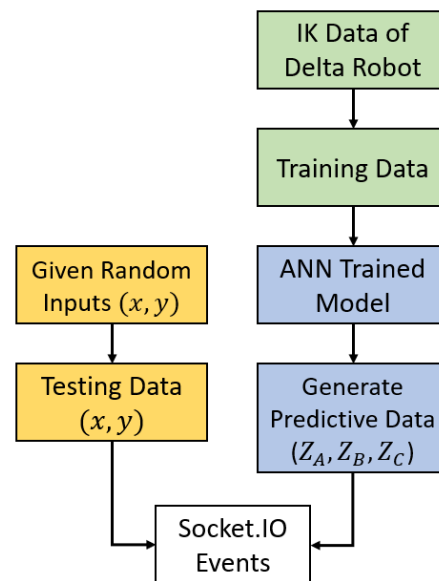 IK Data of
Delta Robot
Training Data
Given Random
Inputs (x, y)
ANN Trained
Model
Testing Data
(x, y)
Generate
Predictive Data
(Z_A, Z_B, Z_C)
Socket.IO
Events